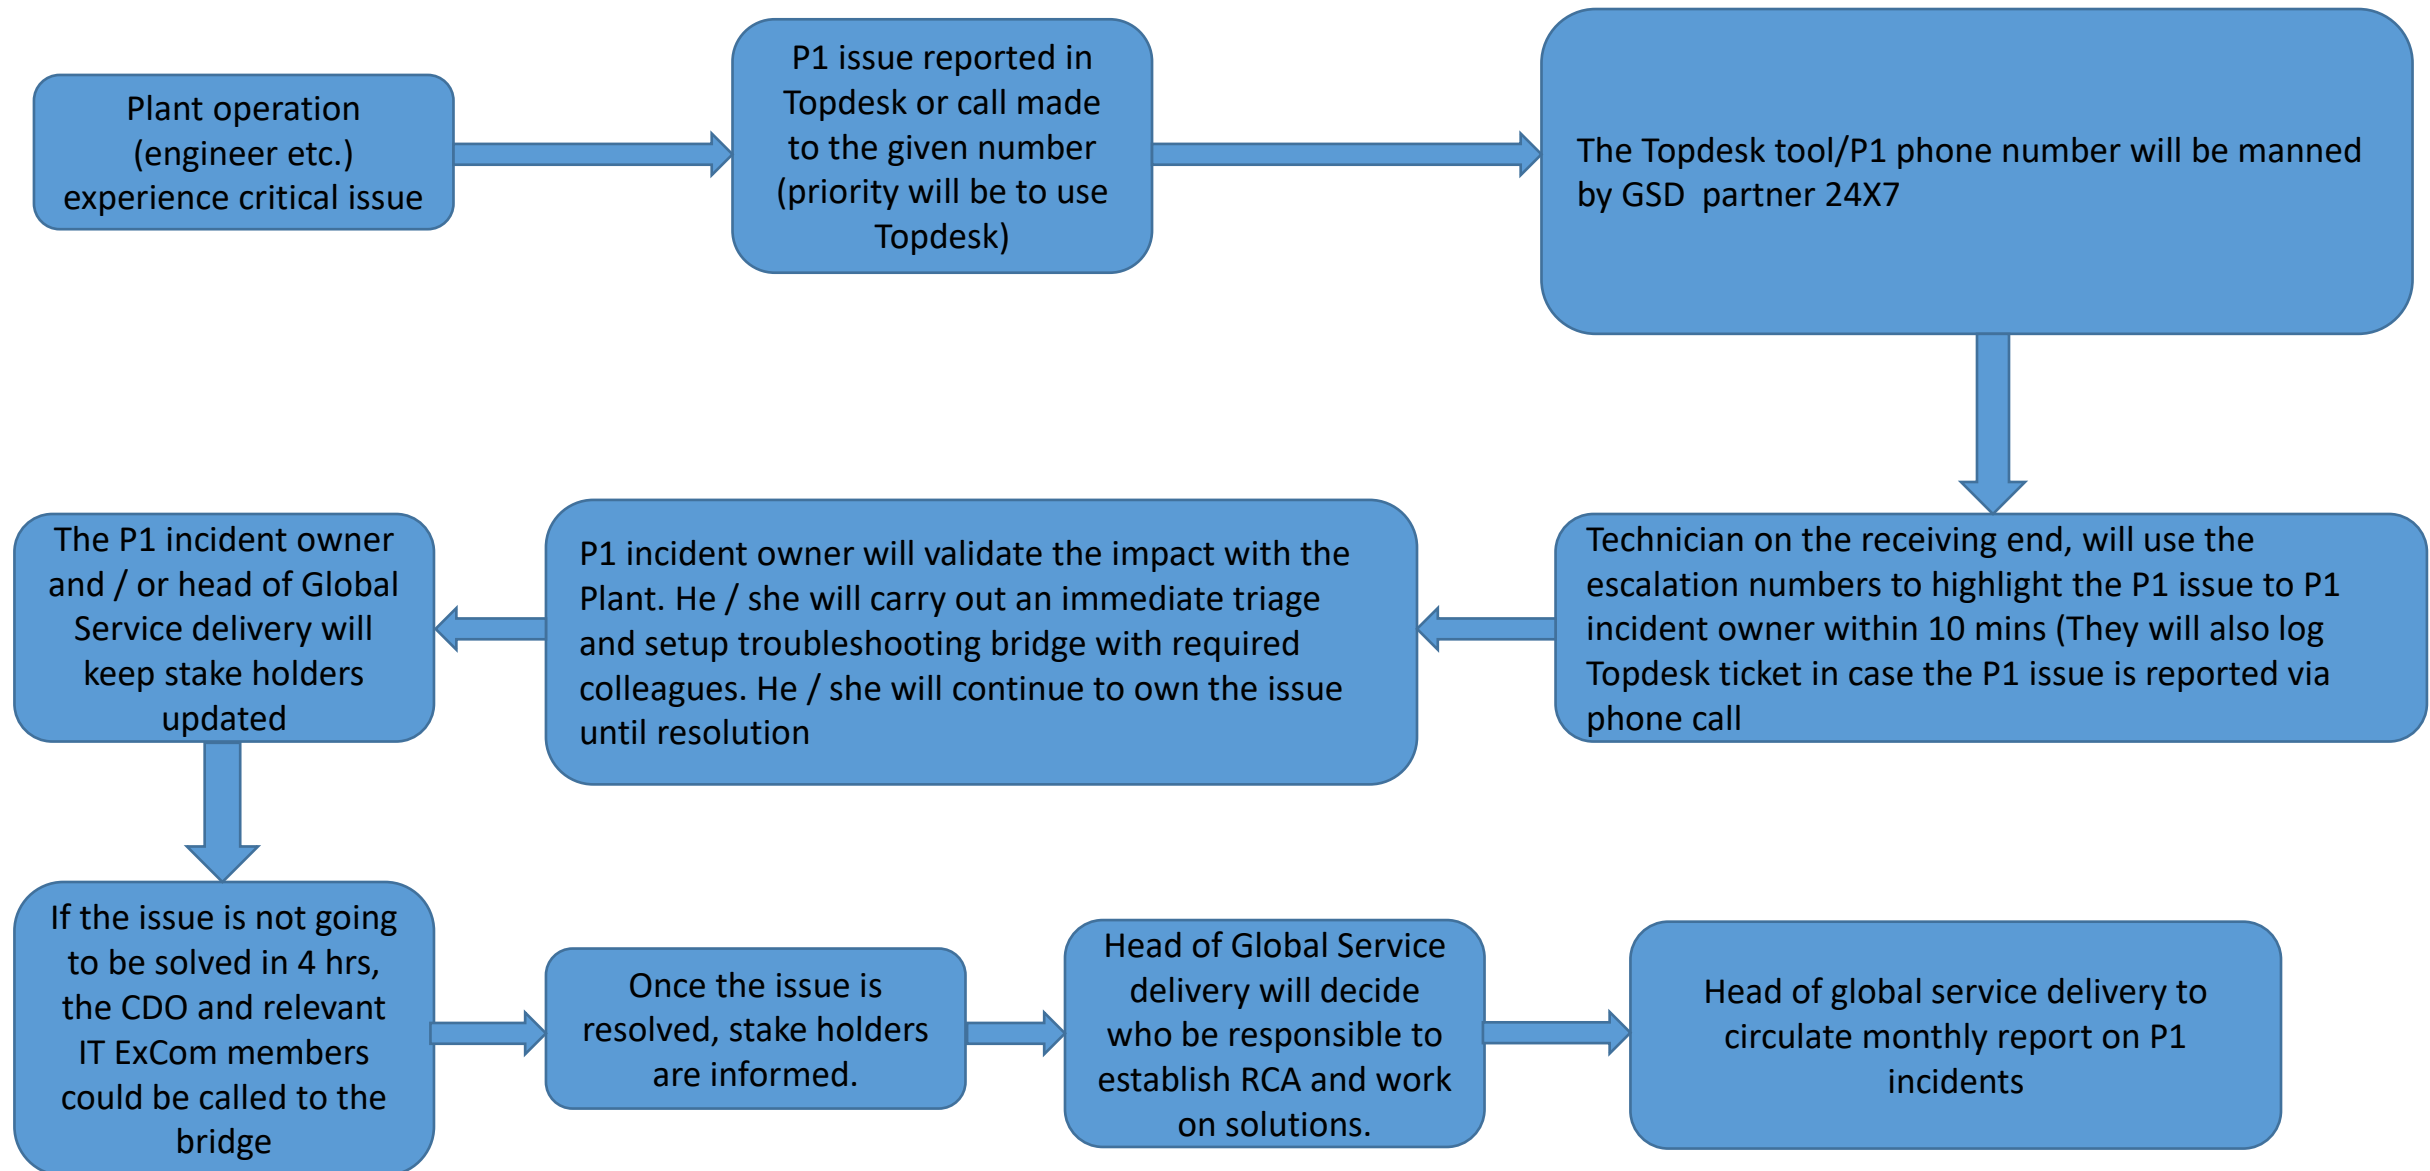 Plant operation
(engineer etc.)
experience critical issue
P1 issue reported in
Topdesk or call made
to the given number
(priority will be to use
Topdesk)
The Topdesk tool/P1 phone number will be manned
by GSD  partner 24X7
Technician on the receiving end, will use the
escalation numbers to highlight the P1 issue to P1
incident owner within 10 mins (They will also log
Topdesk ticket in case the P1 issue is reported via
phone call
P1 incident owner will validate the impact with the
Plant. He / she will carry out an immediate triage
and setup troubleshooting bridge with required
colleagues. He / she will continue to own the issue
until resolution
The P1 incident owner
and / or head of Global
Service delivery will
keep stake holders
updated
If the issue is not going
to be solved in 4 hrs,
the CDO and relevant
IT ExCom members
could be called to the
bridge
Once the issue is
resolved, stake holders
are informed.
Head of Global Service
delivery will decide
who be responsible to
establish RCA and work
on solutions.
Head of global service delivery to
circulate monthly report on P1
incidents